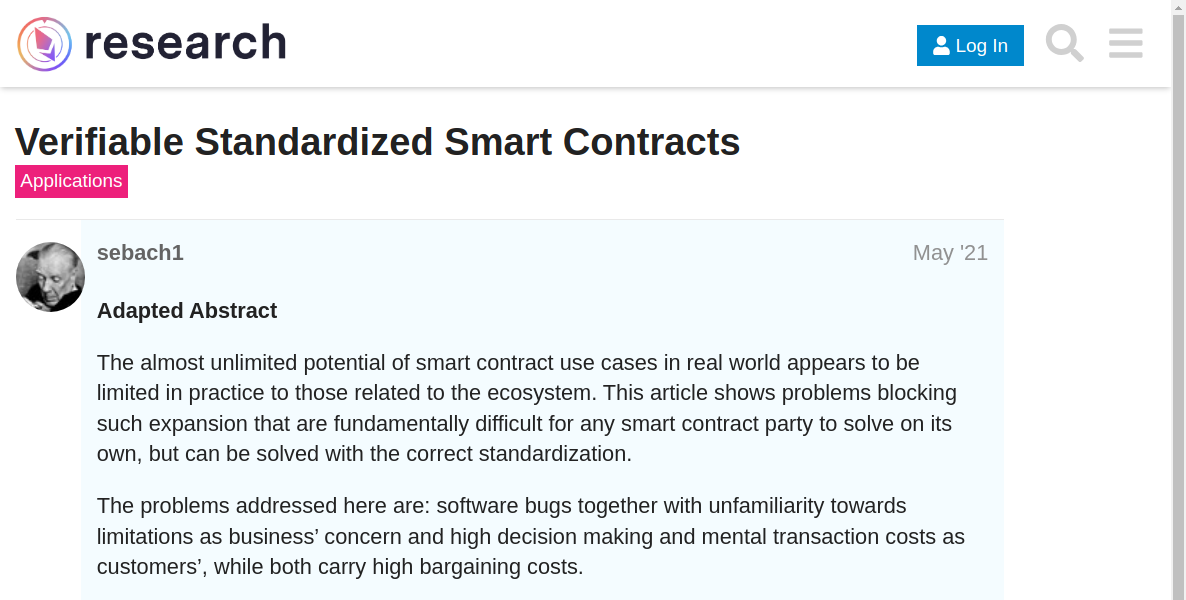 research
Log In
Verifiable Standardized Smart Contracts
Applications
sebach1
May '21
Adapted Abstract
The almost unlimited potential of smart contract use cases in real world appears to be
limited in practice to those related to the ecosystem. This article shows problems blocking
such expansion that are fundamentally difficult for any smart contract party to solve on its
own, but can be solved with the correct standardization.
The problems addressed here are: software bugs together with unfamiliarity towards
limitations as business’ concern and high decision making and mental transaction costs as
customers’, while both carry high bargaining costs.